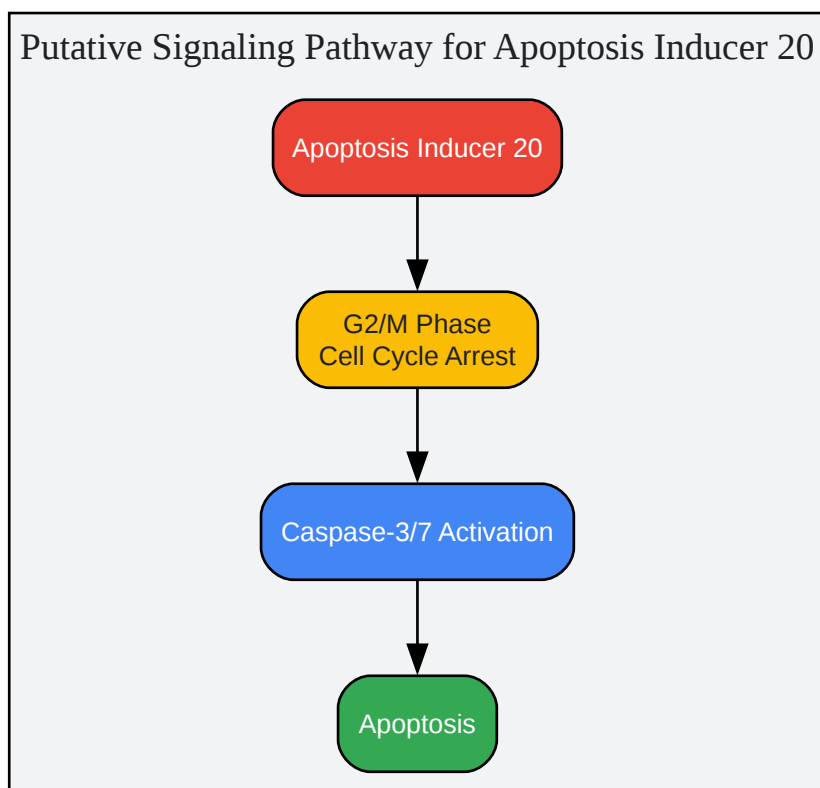 Putative Signaling Pathway for Apoptosis Inducer 20
Apoptosis Inducer 20
G2/M Phase
Cell Cycle Arrest
Caspase-3/7 Activation
Apoptosis